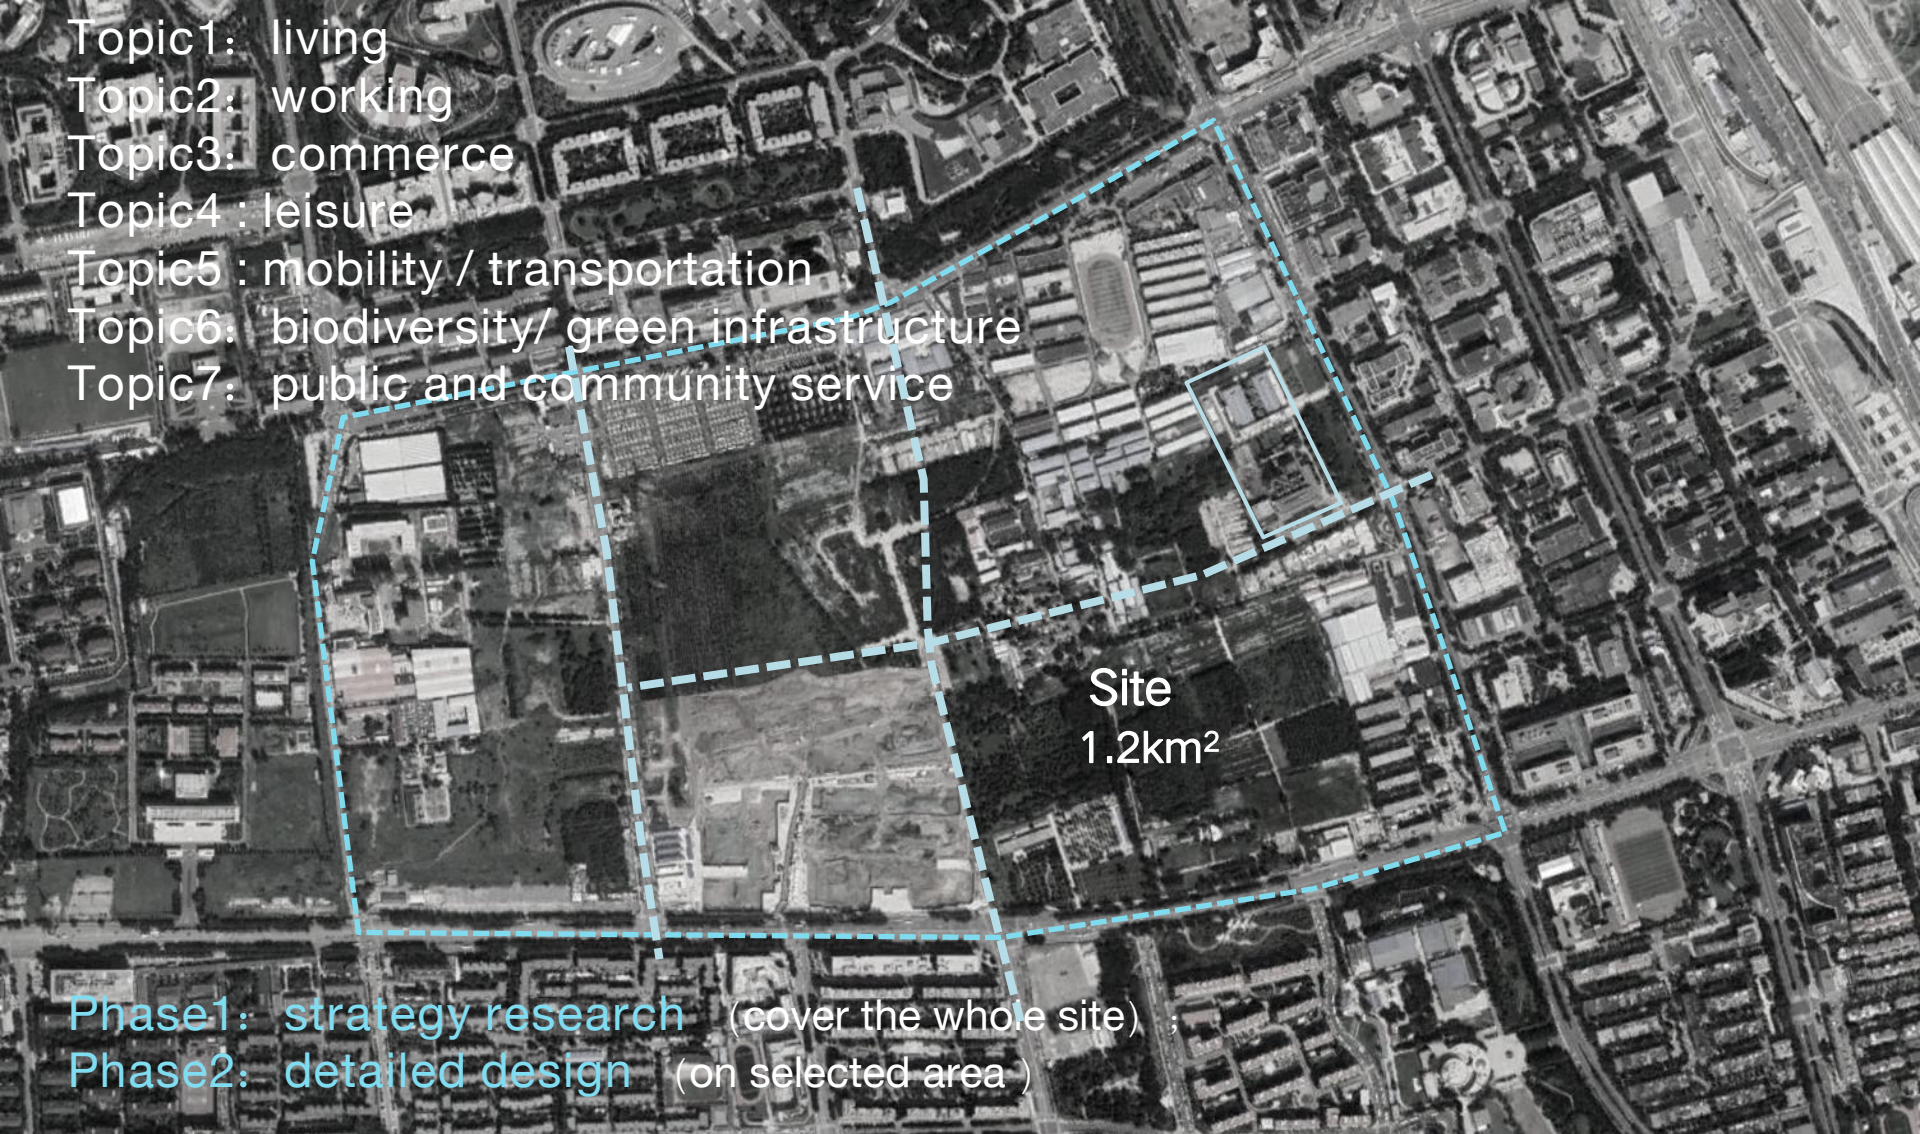 Topic1：living
Topic2：working
Topic3：commerce
Topic4 : leisure
Topic5 : mobility / transportation
Topic6：biodiversity/ green infrastructure
Topic7：public and community service
Site
1.2km²
Phase1：strategy research （cover the whole site）；
Phase2：detailed design （on selected area ）